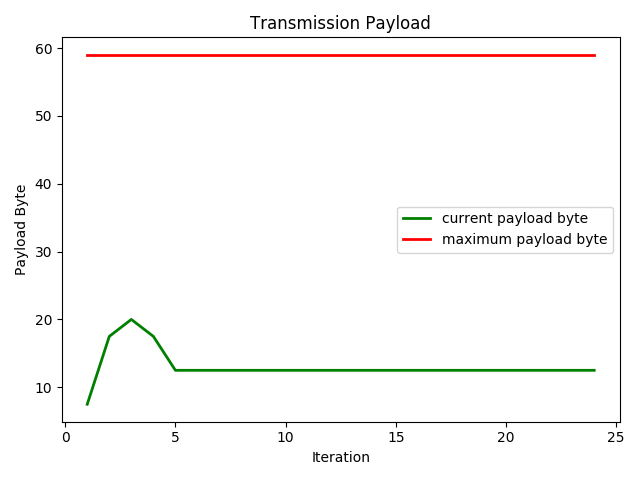 Transmission Payload
60
50
40
30
20
10
Payload Byte
current payload byte
maximum payload byte
0 5 10 15 20 25
Iteration